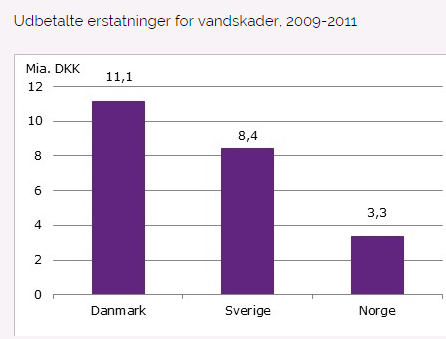 Udbetalte erstatninger for vandskader, 2009-2011
Mia. DKK
12
10
8
6
4
2
0
11,1
8,4
3,3
Danmark
Sverige
Norge